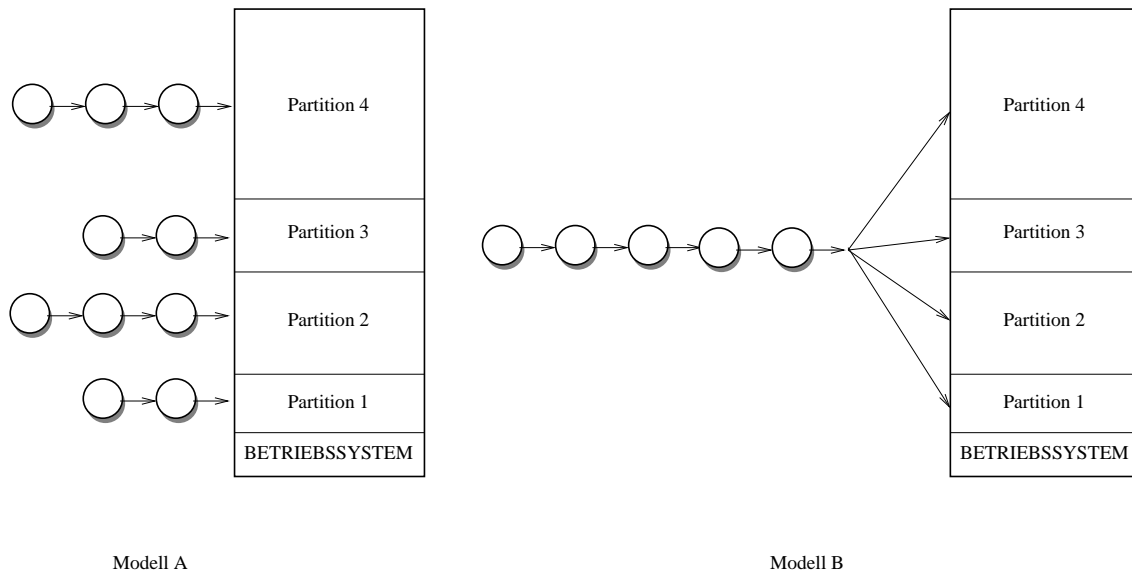 Partition 4
Partition 3
Partition 2
Partition 1
BETRIEBSSYSTEM
Modell A
Partition 4
Partition 3
Partition 2
Partition 1
BETRIEBSSYSTEM
Modell B